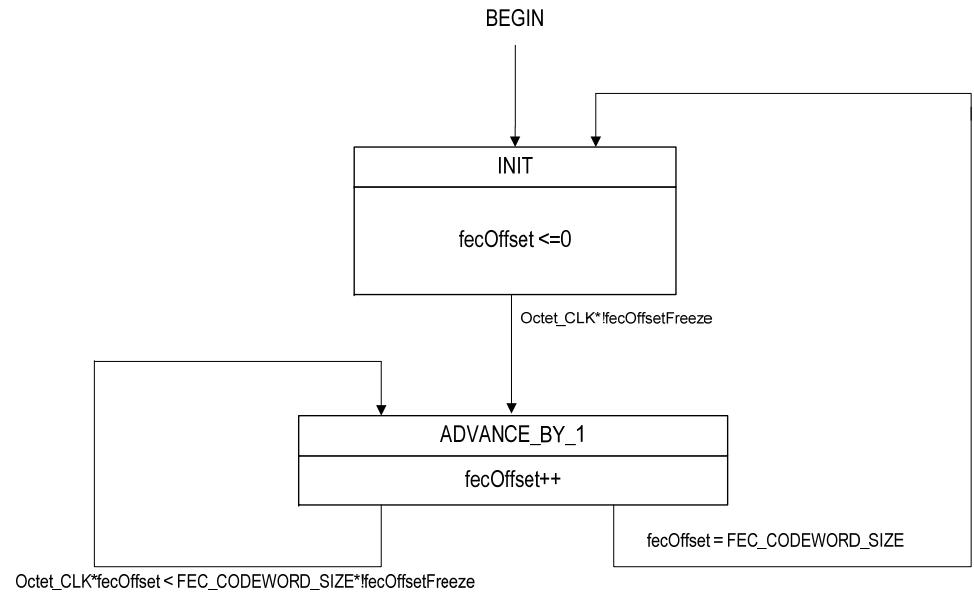 BEGIN
INIT
fecOffset <=0
Octet_CLK*!fecOffsetFreeze
ADVANCE_BY_1
fecOffset++
fecOffset = FEC_CODEWORD_SIZE
Octet_CLK*fecOffset < FEC_CODEWORD_SIZE*!fecOffsetFreeze